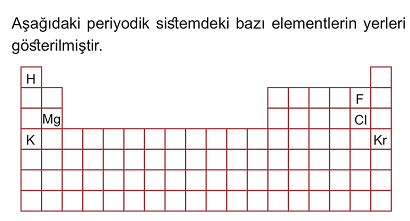 Aşağıdaki periyodik sistemdeki bazı elementlerin yerleri
gösterilmiştir.
H
F
Mg
Cl
K
Kr